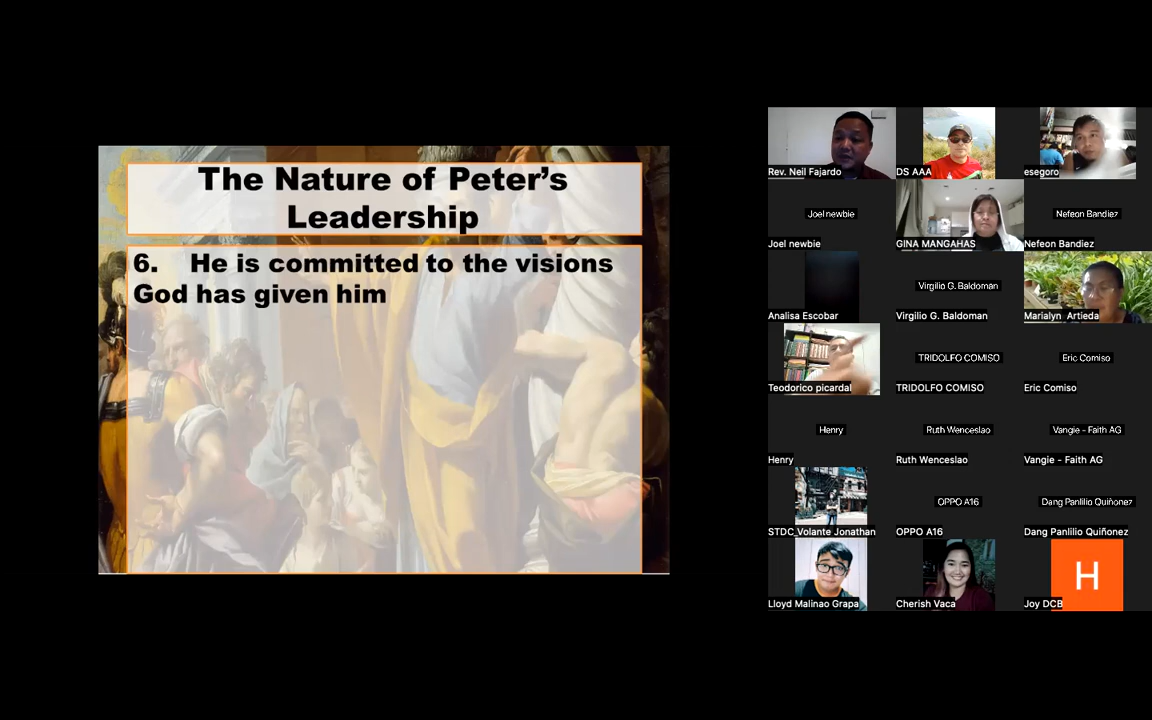 The Nature of Peter's
Leadership
6. He is committed to the visions
God has given him
Rev. Neil Fajardo
DS AAA
esegoro
Joel newbie
Joel newbie
GINA MANGAHAS
Nefeon Bandiez
Nefeon Bandiez
Analisa Escobar
Virgilio G. Baldoman
Virgilio G. Baldoman
Marialyn Artieda
Teodorico picardal
TRIDOLFO COMISO
TRIDOLFO COMISO
Eric Comiso
Eric Comiso
Henry
Henry
Ruth Wenceslao
Ruth Wenceslao
Vangie - Faith AG
Vangie - Faith AG
STDC_Volante Jonathan
OPPO A16
OPPO A16
Dang Panlilio Quiñonez
Dang Panlilio Quiñonez
Lloyd Malinao Grapa
Cherish Vaca
H
Joy DCB